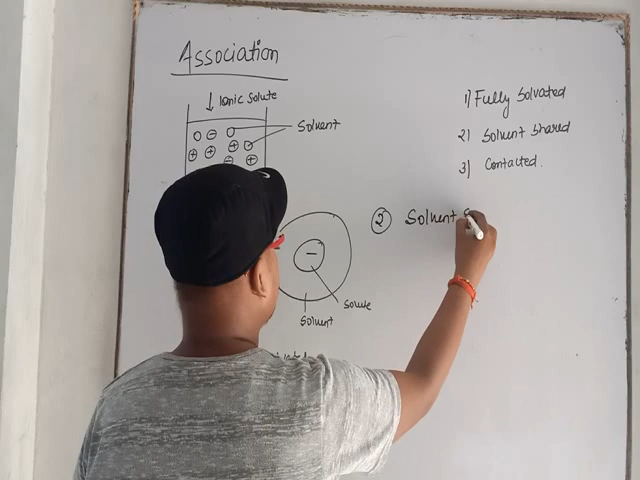 Association
↓ Ionic Solute
Solvent
1) Fully Solvated
2) Solvent Shared
3) Contacted.
② Solvent S
Solute
Solvent